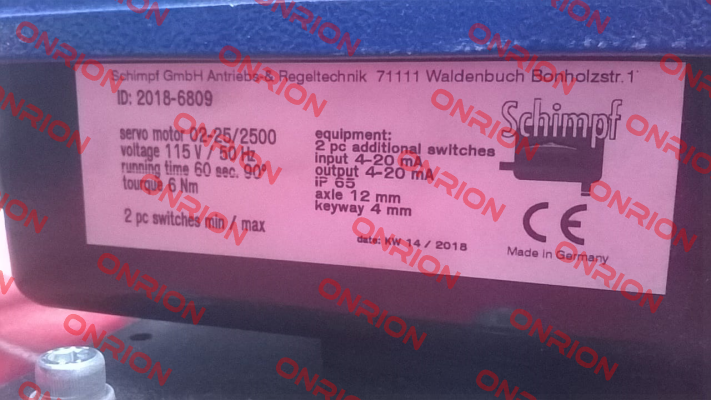 Schimpf GmbH Antriebs-& Regeltechnik 71111 Waldenbuch Bonholzstr.1
ID: 2018-6809
servo motor 02-25/2500
voltage 115 V / 50/Hz
running time 60 sec. 90°
tourque 6 Nm
2 pc switches min / max
equipment:
2 pc additional switches
input 4-20 mA
output 4-20 mA
IP 65
axle 12 mm
keyway 4 mm
date: KW 14 / 2018
Schimpf
CE
Made in Germany
ONRION